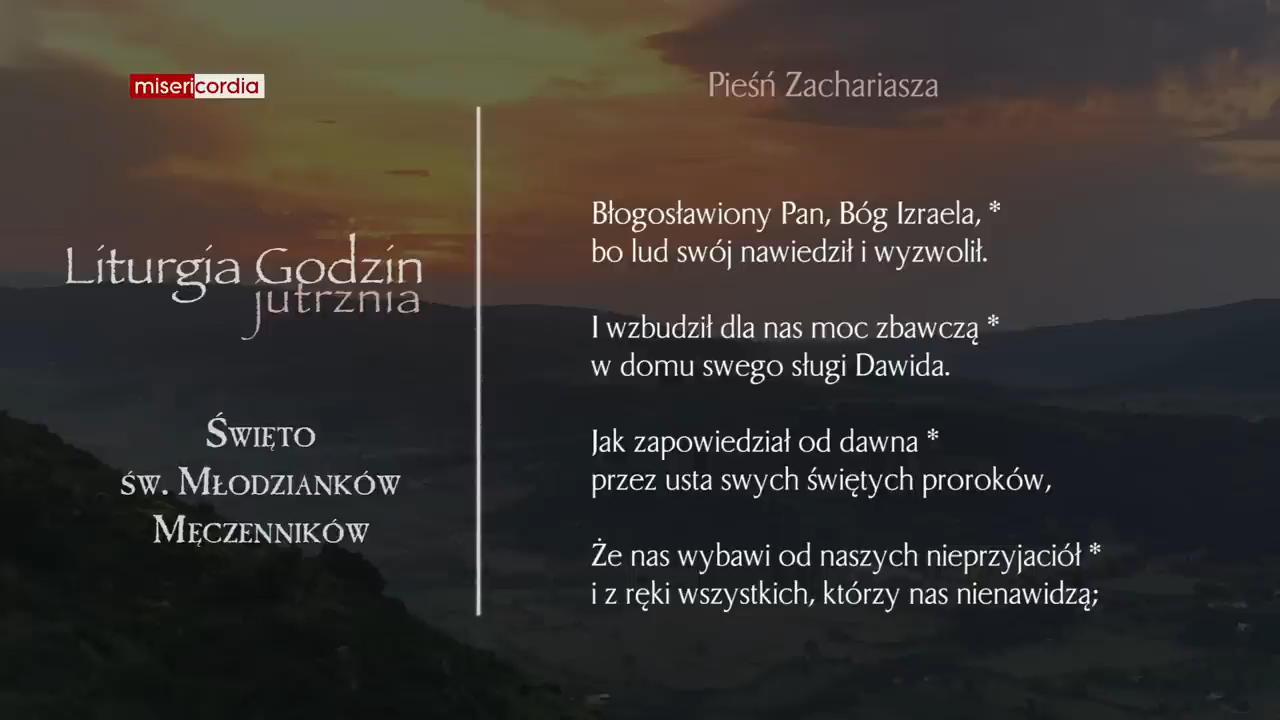 misericordia
Liturgia Godzin
jutrznia
Święto
św. Młodzianków
Męczenników
Pieśń Zachariasza
Błogosławiony Pan, Bóg Izraela, *
bo lud swój nawiedził i wyzwolił.
I wzbudził dla nas moc zbawczą *
w domu swego sługi Dawida.
Jak zapowiedział od dawna *
przez usta swych świętych proroków,
Że nas wybawi od naszych nieprzyjaciół *
i z ręki wszystkich, którzy nas nienawidzą;